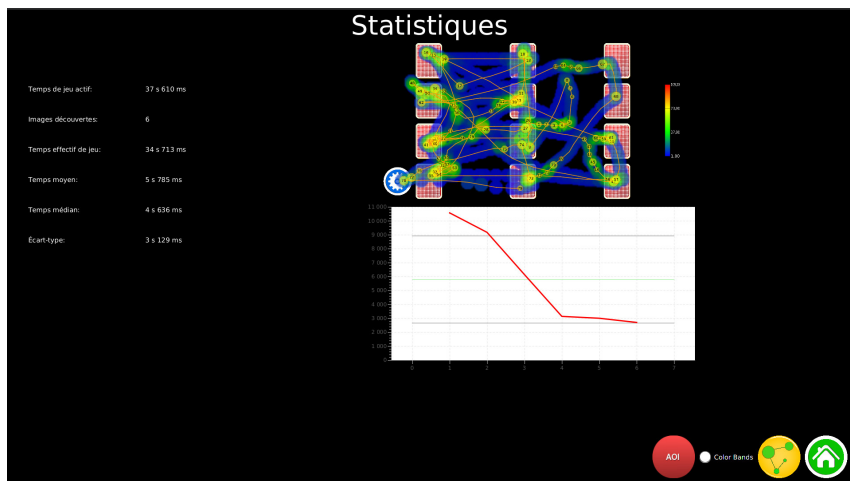 Statistiques
Temps de jeu actif: 37 s 610 ms
Images découvertes: 6
Temps effectif de jeu: 34 s 713 ms
Temps moyen: 5 s 785 ms
Temps médian: 4 s 636 ms
Écart-type: 3 s 129 ms
11 000
10 000
9 000
8 000
7 000
6 000
5 000
4 000
3 000
2 000
1 000
0
0 1 2 3 4 5 6 7
AOI
Color Bands